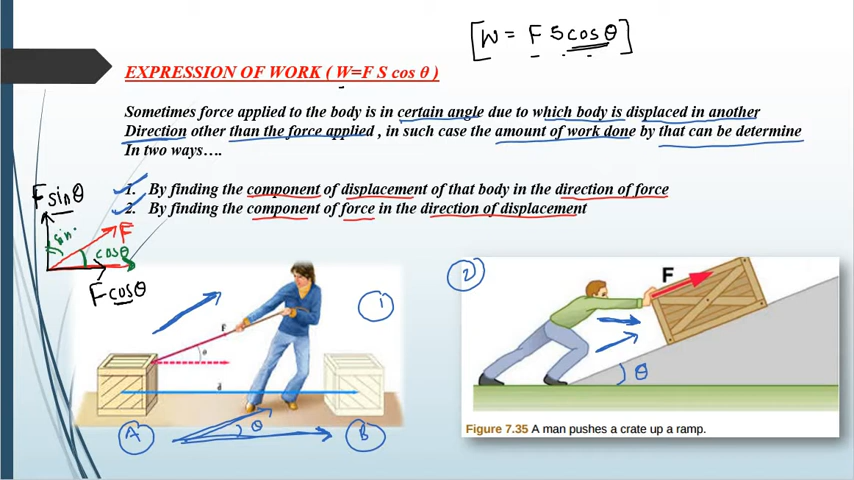 [W = F S cos θ]
EXPRESSION OF WORK ( W=F S cos θ )
Sometimes force applied to the body is in certain angle due to which body is displaced in another
Direction other than the force applied , in such case the amount of work done by that can be determine
In two ways….
1. By finding the component of displacement of that body in the direction of force
2. By finding the component of force in the direction of displacement
F sinθ
F
sin
cosθ
F cosθ
1
F
θ
d
A
θ
B
2
F
θ
Figure 7.35 A man pushes a crate up a ramp.